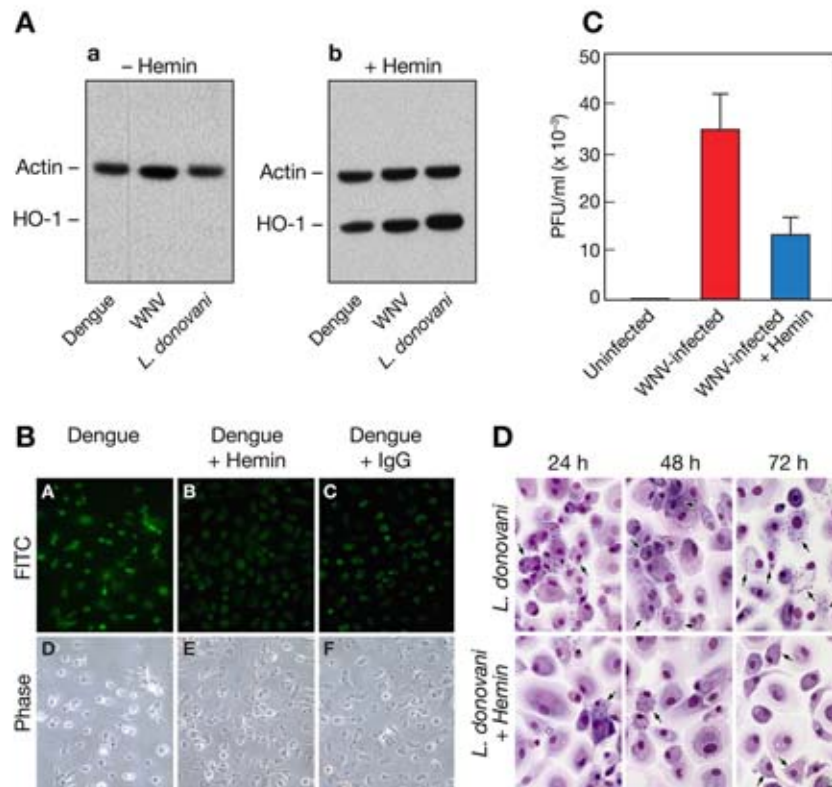 A
a
– Hemin
Actin –
HO-1 –
Dengue
WNV
L. donovani
b
+ Hemin
Actin –
HO-1 –
Dengue
WNV
L. donovani
C
50
40
30
20
10
0
PFU/ml (x 10⁻³)
Uninfected
WNV-infected
WNV-infected
+ Hemin
B
Dengue
Dengue
+ Hemin
Dengue
+ IgG
FITC
A
B
C
Phase
D
E
F
D
24 h
48 h
72 h
L. donovani
L. donovani
+ Hemin